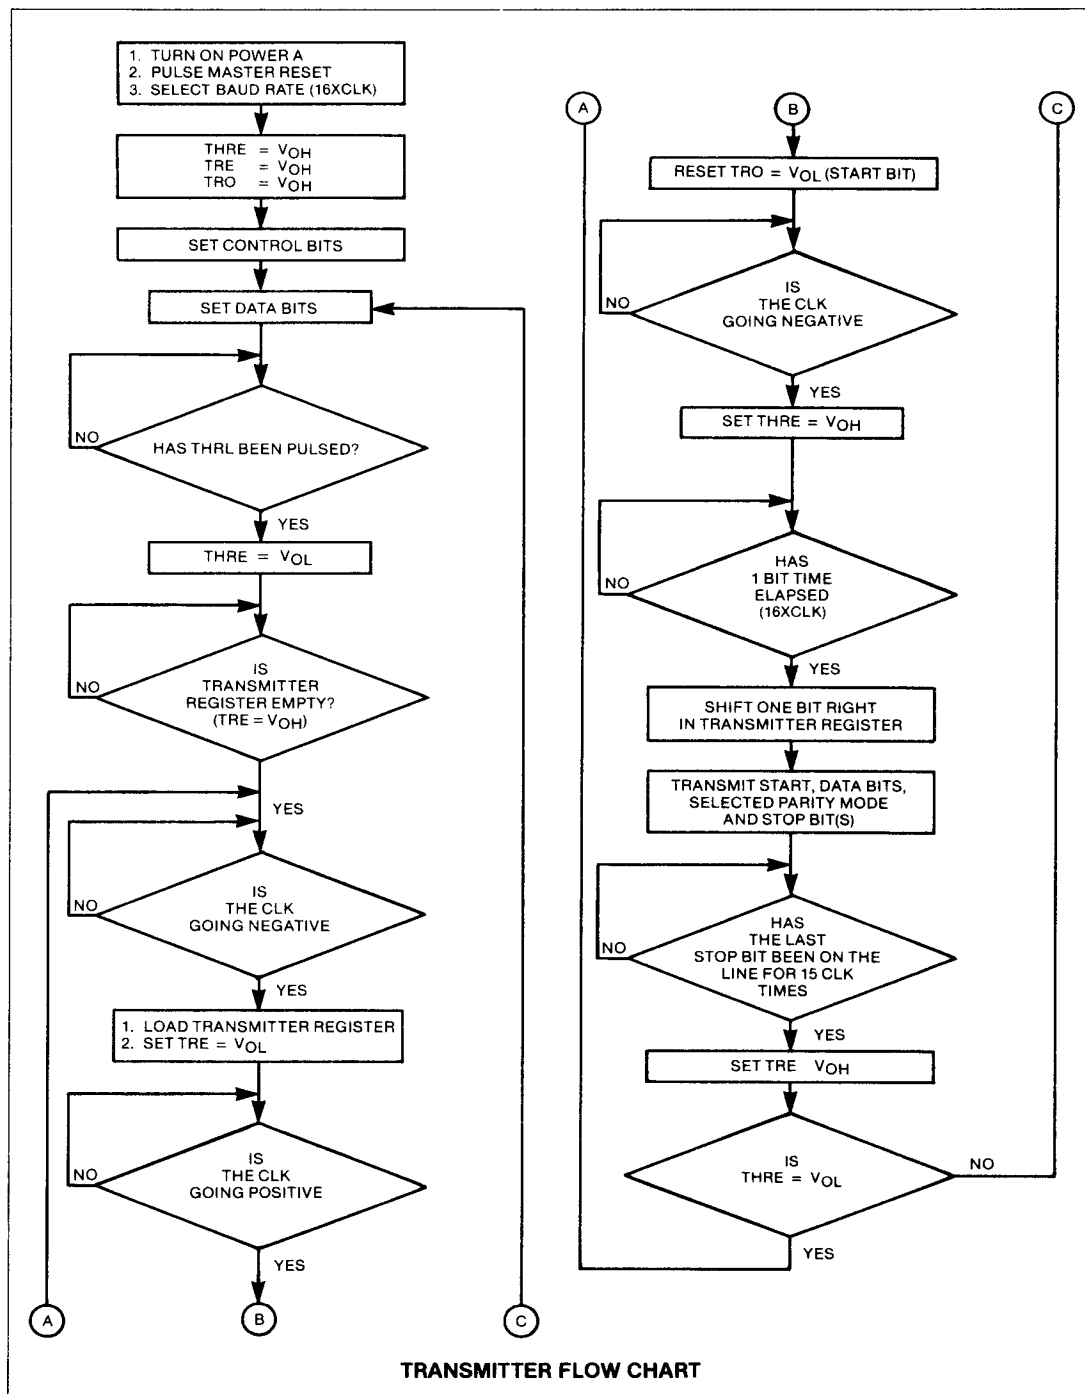 1. TURN ON POWER A
2. PULSE MASTER RESET
3. SELECT BAUD RATE (16XCLK)
THRE = VOH
TRE = VOH
TRO = VOH
SET CONTROL BITS
SET DATA BITS
NO
HAS THRL BEEN PULSED?
YES
THRE = VOL
IS
TRANSMITTER
REGISTER EMPTY?
(TRE = VOH)
NO
YES
IS
THE CLK
GOING NEGATIVE
NO
YES
1. LOAD TRANSMITTER REGISTER
2. SET TRE = VOL
IS
THE CLK
GOING POSITIVE
NO
YES
A
B
C
A
B
C
RESET TRO = VOL (START BIT)
IS
THE CLK
GOING NEGATIVE
NO
YES
SET THRE = VOH
HAS
1 BIT TIME
ELAPSED
(16XCLK)
NO
YES
SHIFT ONE BIT RIGHT
IN TRANSMITTER REGISTER
TRANSMIT START, DATA BITS,
SELECTED PARITY MODE
AND STOP BIT(S)
HAS
THE LAST
STOP BIT BEEN ON THE
LINE FOR 15 CLK
TIMES
NO
YES
SET TRE VOH
IS
THRE = VOL
NO
YES
TRANSMITTER FLOW CHART